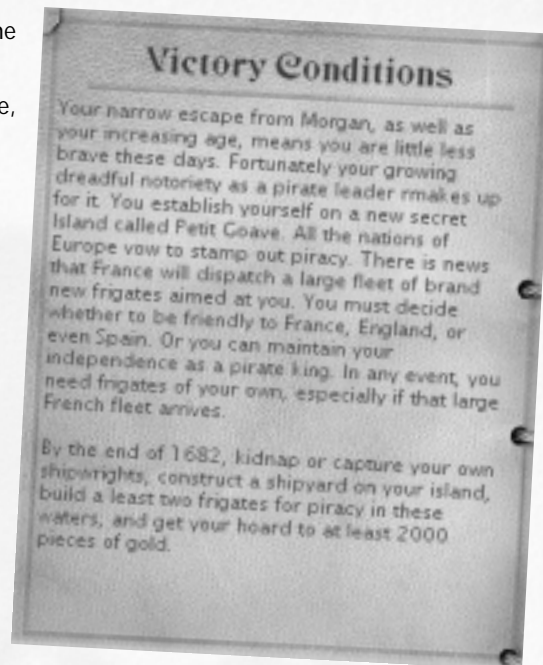 ne
e,
Victory Conditions
Your narrow escape from Morgan, as well as
your increasing age, means you are little less
brave these days. Fortunately your growing
dreadful notoriety as a pirate leader rmakes up
for it. You establish yourself on a new secret
Island called Petit Goave. All the nations of
Europe vow to stamp out piracy. There is news
that France will dispatch a large fleet of brand
new frigates aimed at you. You must decide
whether to be friendly to France, England, or
even Spain. Or you can maintain your
independence as a pirate king. In any event, you
need frigates of your own, especially if that large
French fleet arrives.
By the end of 1682, kidnap or capture your own
shipwrights, construct a shipyard on your island,
build a least two frigates for piracy in these
waters, and get your hoard to at least 2000
pieces of gold.